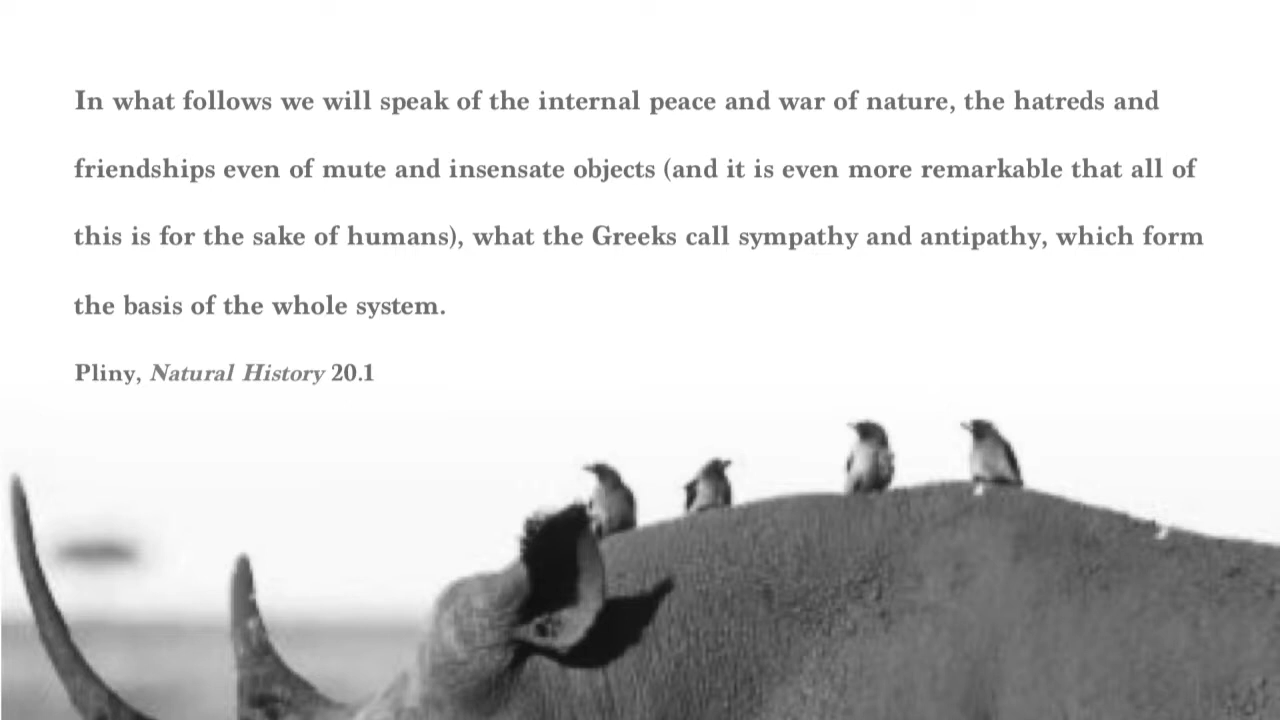 In what follows we will speak of the internal peace and war of nature, the hatreds and
friendships even of mute and insensate objects (and it is even more remarkable that all of
this is for the sake of humans), what the Greeks call sympathy and antipathy, which form
the basis of the whole system.
Pliny, Natural History 20.1